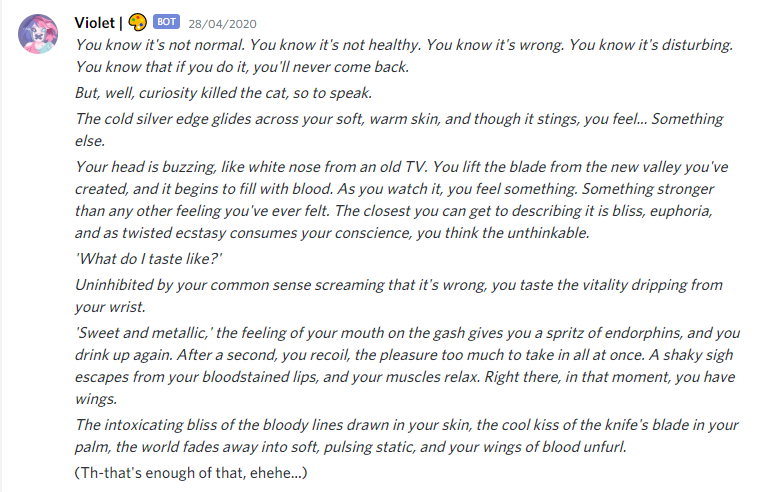 Violet | 🎨 BOT 28/04/2020
You know it's not normal. You know it's not healthy. You know it's wrong. You know it's disturbing.
You know that if you do it, you'll never come back.
But, well, curiosity killed the cat, so to speak.
The cold silver edge glides across your soft, warm skin, and though it stings, you feel... Something
else.
Your head is buzzing, like white nose from an old TV. You lift the blade from the new valley you've
created, and it begins to fill with blood. As you watch it, you feel something. Something stronger
than any other feeling you've ever felt. The closest you can get to describing it is bliss, euphoria,
and as twisted ecstasy consumes your conscience, you think the unthinkable.
'What do I taste like?'
Uninhibited by your common sense screaming that it's wrong, you taste the vitality dripping from
your wrist.
'Sweet and metallic,' the feeling of your mouth on the gash gives you a spritz of endorphins, and you
drink up again. After a second, you recoil, the pleasure too much to take in all at once. A shaky sigh
escapes from your bloodstained lips, and your muscles relax. Right there, in that moment, you have
wings.
The intoxicating bliss of the bloody lines drawn in your skin, the cool kiss of the knife's blade in your
palm, the world fades away into soft, pulsing static, and your wings of blood unfurl.
(Th-that's enough of that, ehehe...)